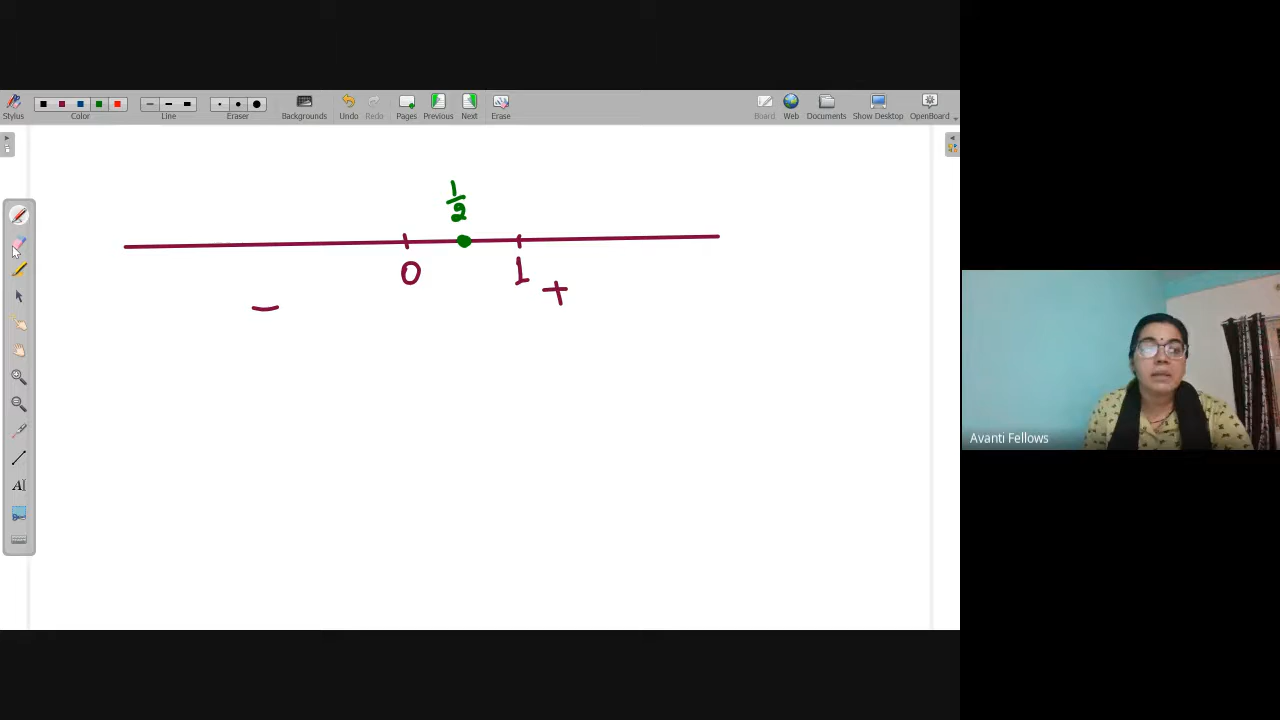 Stylus Color Line Eraser Backgrounds Undo Redo Pages Previous Next Erase Board Web Documents Show Desktop OpenBoard
1/2
0 1
− +
Avanti Fellows